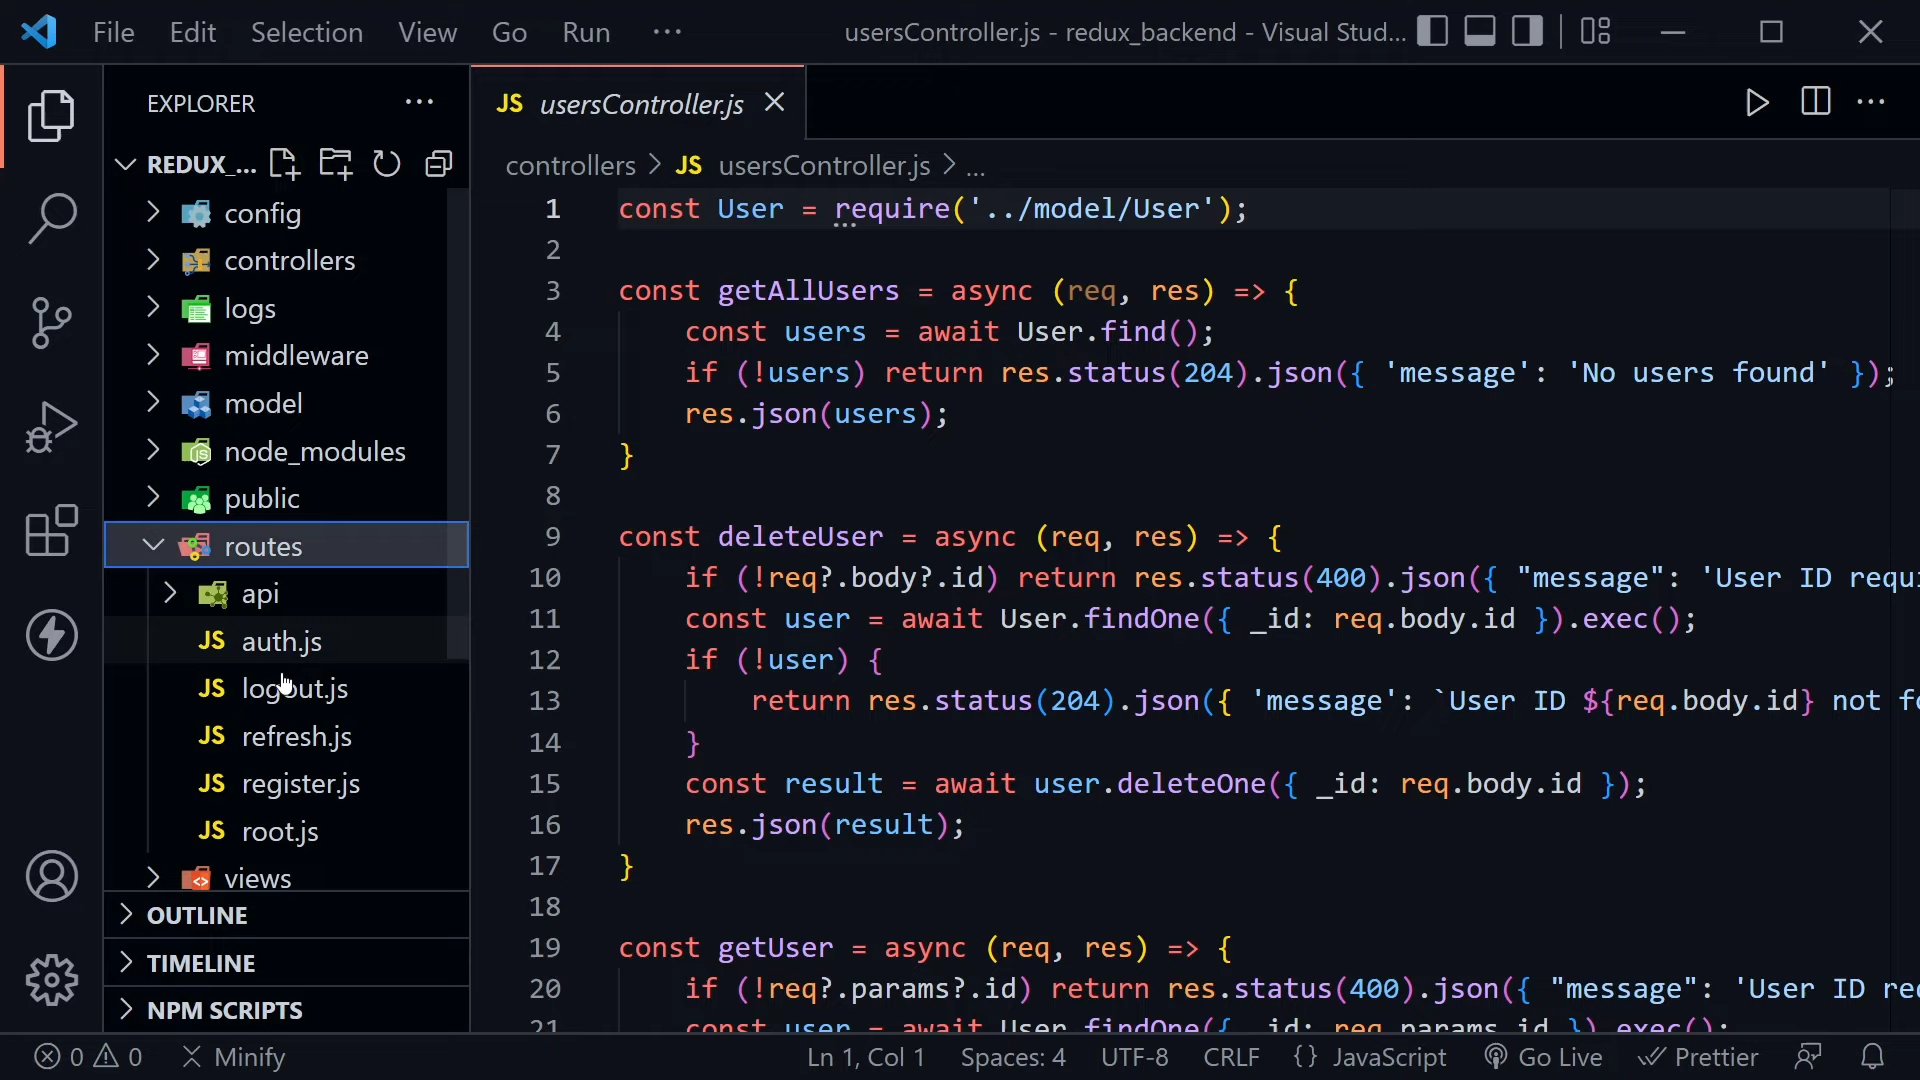 File Edit Selection View Go Run ··· usersController.js - redux_backend - Visual Stud...
EXPLORER ···
REDUX_...
config
controllers
logs
middleware
model
node_modules
public
routes
api
JS auth.js
JS logout.js
JS refresh.js
JS register.js
JS root.js
views
OUTLINE
TIMELINE
NPM SCRIPTS
JS usersController.js
controllers > JS usersController.js > ...
1 const User = require('../model/User');
2
3 const getAllUsers = async (req, res) => {
4 const users = await User.find();
5 if (!users) return res.status(204).json({ 'message': 'No users found' });
6 res.json(users);
7 }
8
9 const deleteUser = async (req, res) => {
10 if (!req?.body?.id) return res.status(400).json({ "message": 'User ID requi
11 const user = await User.findOne({ _id: req.body.id }).exec();
12 if (!user) {
13 return res.status(204).json({ 'message': `User ID ${req.body.id} not fo
14 }
15 const result = await user.deleteOne({ _id: req.body.id });
16 res.json(result);
17 }
18
19 const getUser = async (req, res) => {
20 if (!req?.params?.id) return res.status(400).json({ "message": 'User ID req
21 const user = await User.findOne({ _id: req.params.id }).exec();
0 0 Minify Ln 1, Col 1 Spaces: 4 UTF-8 CRLF {} JavaScript Go Live Prettier